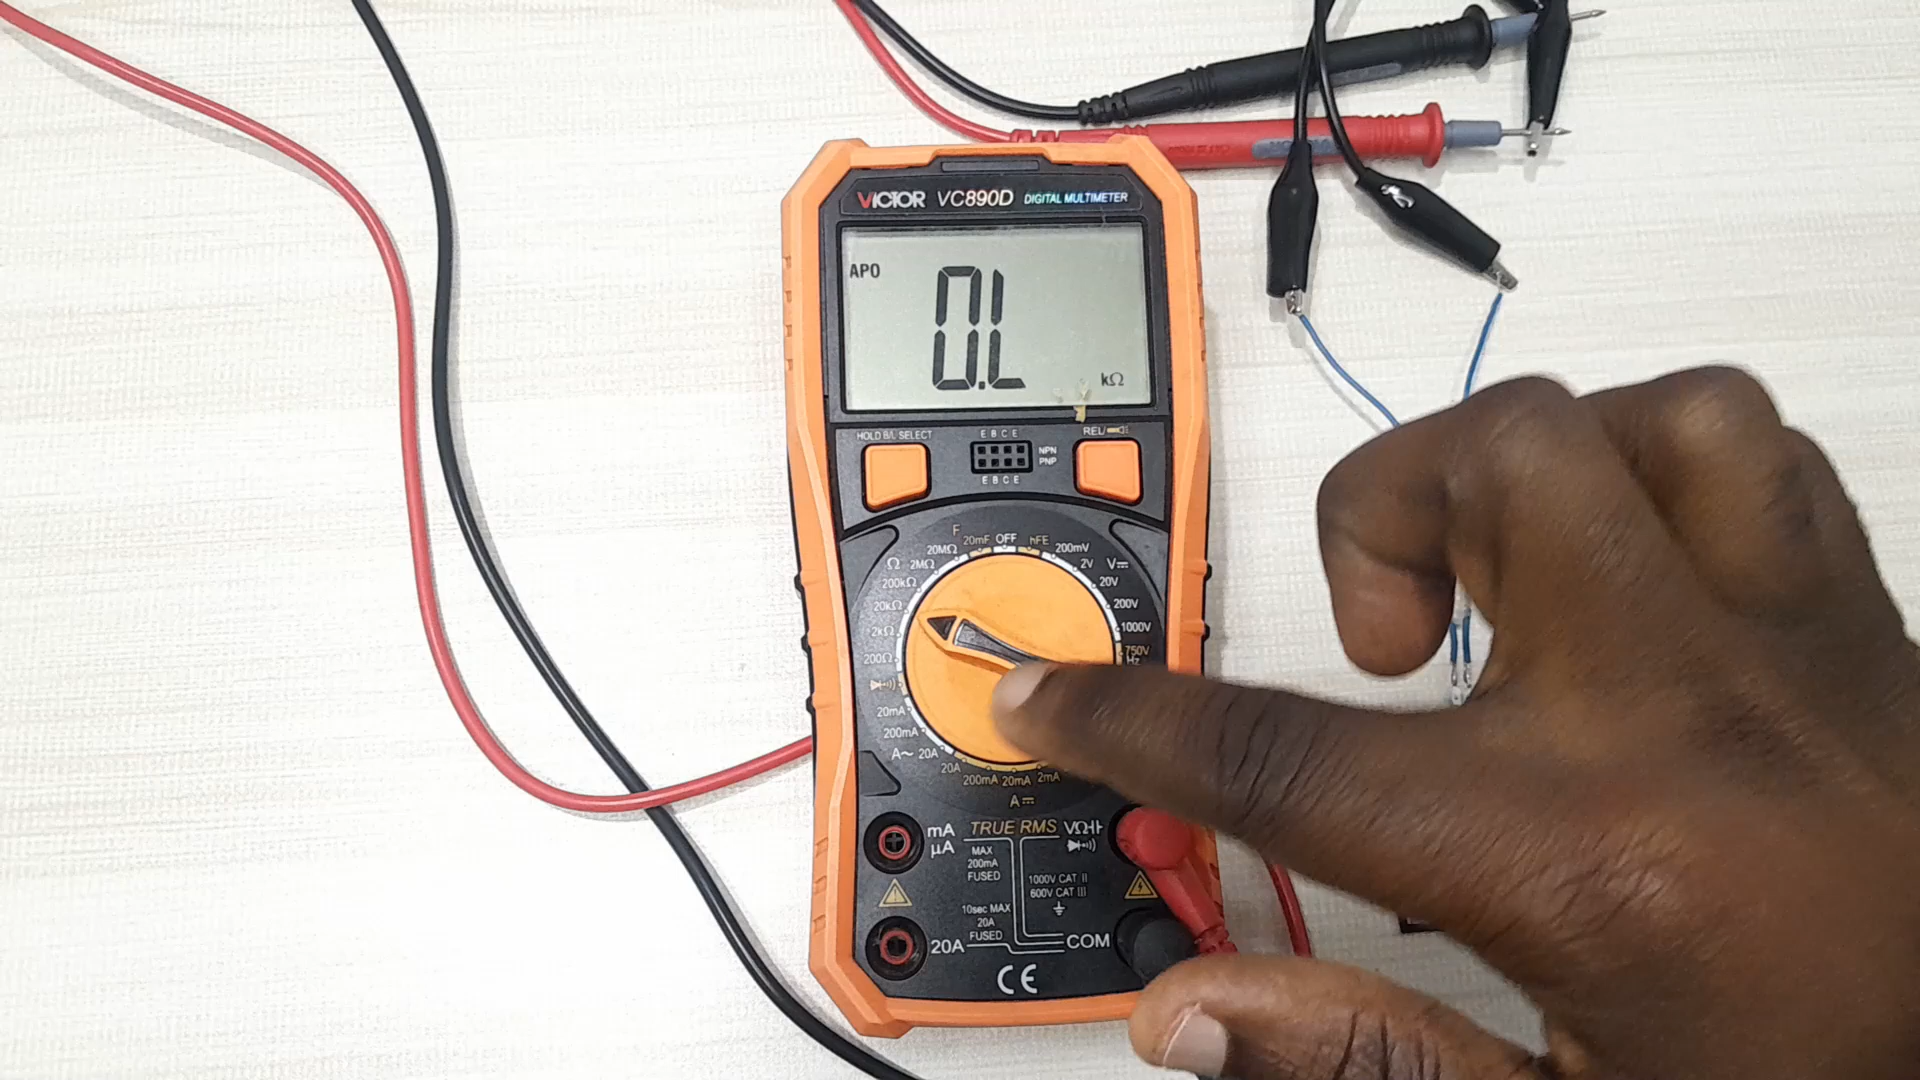 VICTOR VC890D DIGITAL MULTIMETER
APO
0.L
kΩ
HOLD B/L SELECT
E B C E
NPN
PNP
E B C E
REL/
F
20mF
OFF
hFE
200mV
20MΩ
2V
V
Ω
2MΩ
20V
200kΩ
200V
20kΩ
1000V
2kΩ
750V
Hz
200Ω
20mA
200mA
A~
20A
20A
200mA
20mA
2mA
A
mA
μA
TRUE RMS
VΩ
MAX
200mA
FUSED
1000V CAT II
600V CAT III
10sec MAX
20A
FUSED
20A
COM
CE